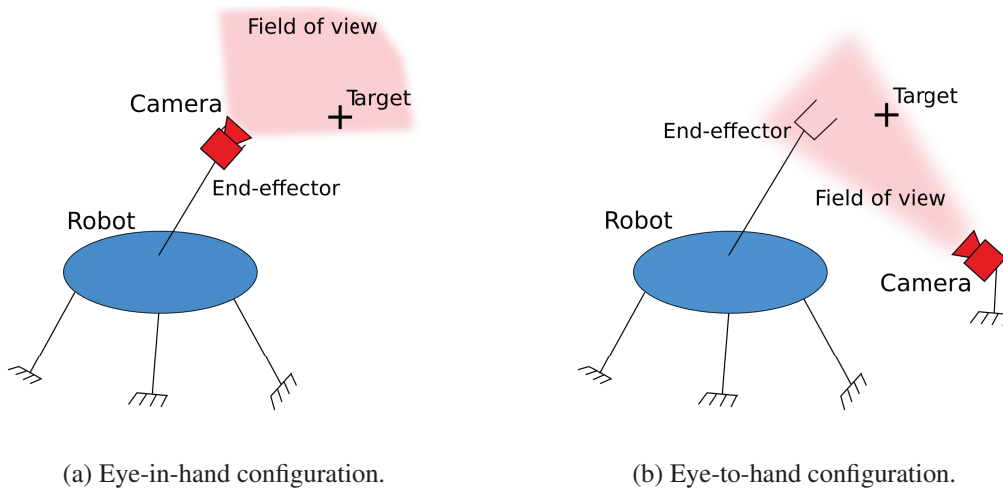 Field of view
Camera
Target
End-effector
Robot
(a) Eye-in-hand configuration.
Target
End-effector
Field of view
Robot
Camera
(b) Eye-to-hand configuration.